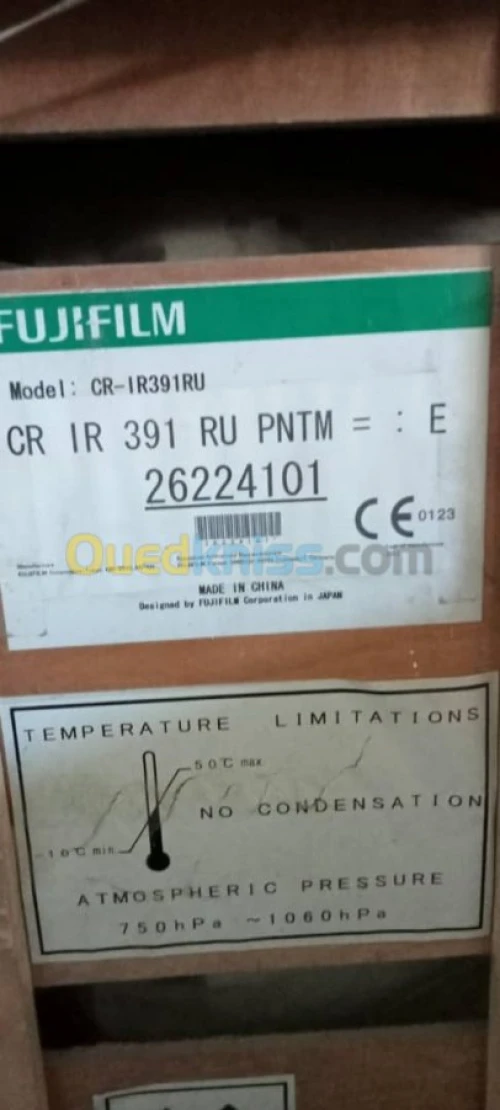 FUJIFILM
Model: CR-IR391RU
CR IR 391 RU PNTM = : E
26224101
CE 0123
Ouedkniss.com
MADE IN CHINA
Designed by FUJIFILM Corporation in JAPAN
TEMPERATURE LIMITATIONS
50℃ max.
NO CONDENSATION
-10℃ min.
ATMOSPHERIC PRESSURE
750hPa ~1060hPa